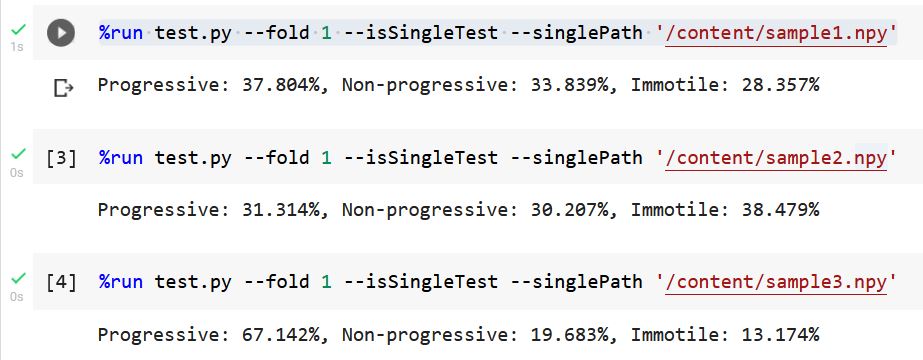 %run test.py --fold 1 --isSingleTest --singlePath '/content/sample1.npy'
1s
Progressive: 37.804%, Non-progressive: 33.839%, Immotile: 28.357%
[3] %run test.py --fold 1 --isSingleTest --singlePath '/content/sample2.npy'
0s
Progressive: 31.314%, Non-progressive: 30.207%, Immotile: 38.479%
[4] %run test.py --fold 1 --isSingleTest --singlePath '/content/sample3.npy'
0s
Progressive: 67.142%, Non-progressive: 19.683%, Immotile: 13.174%